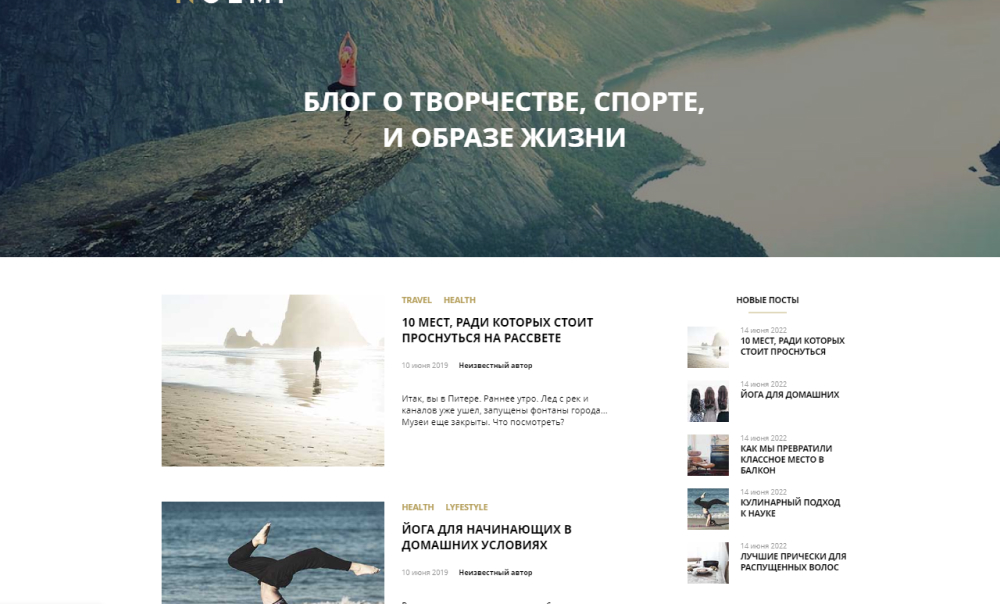 БЛОГ О ТВОРЧЕСТВЕ, СПОРТЕ,
И ОБРАЗЕ ЖИЗНИ
TRAVEL HEALTH
10 МЕСТ, РАДИ КОТОРЫХ СТОИТ
ПРОСНУТЬСЯ НА РАССВЕТЕ
10 июня 2019 Неизвестный автор
Итак, вы в Питере. Раннее утро. Лед с рек и
каналов уже ушел, запущены фонтаны города...
Музеи еще закрыты. Что посмотреть?
HEALTH LYFESTYLE
ЙОГА ДЛЯ НАЧИНАЮЩИХ В
ДОМАШНИХ УСЛОВИЯХ
10 июня 2019 Неизвестный автор
НОВЫЕ ПОСТЫ
14 июня 2022
10 МЕСТ, РАДИ КОТОРЫХ
СТОИТ ПРОСНУТЬСЯ
14 июня 2022
ЙОГА ДЛЯ ДОМАШНИХ
14 июня 2022
КАК МЫ ПРЕВРАТИЛИ
КЛАССНОЕ МЕСТО В
БАЛКОН
14 июня 2022
КУЛИНАРНЫЙ ПОДХОД
К НАУКЕ
14 июня 2022
ЛУЧШИЕ ПРИЧЕСКИ ДЛЯ
РАСПУЩЕННЫХ ВОЛОС